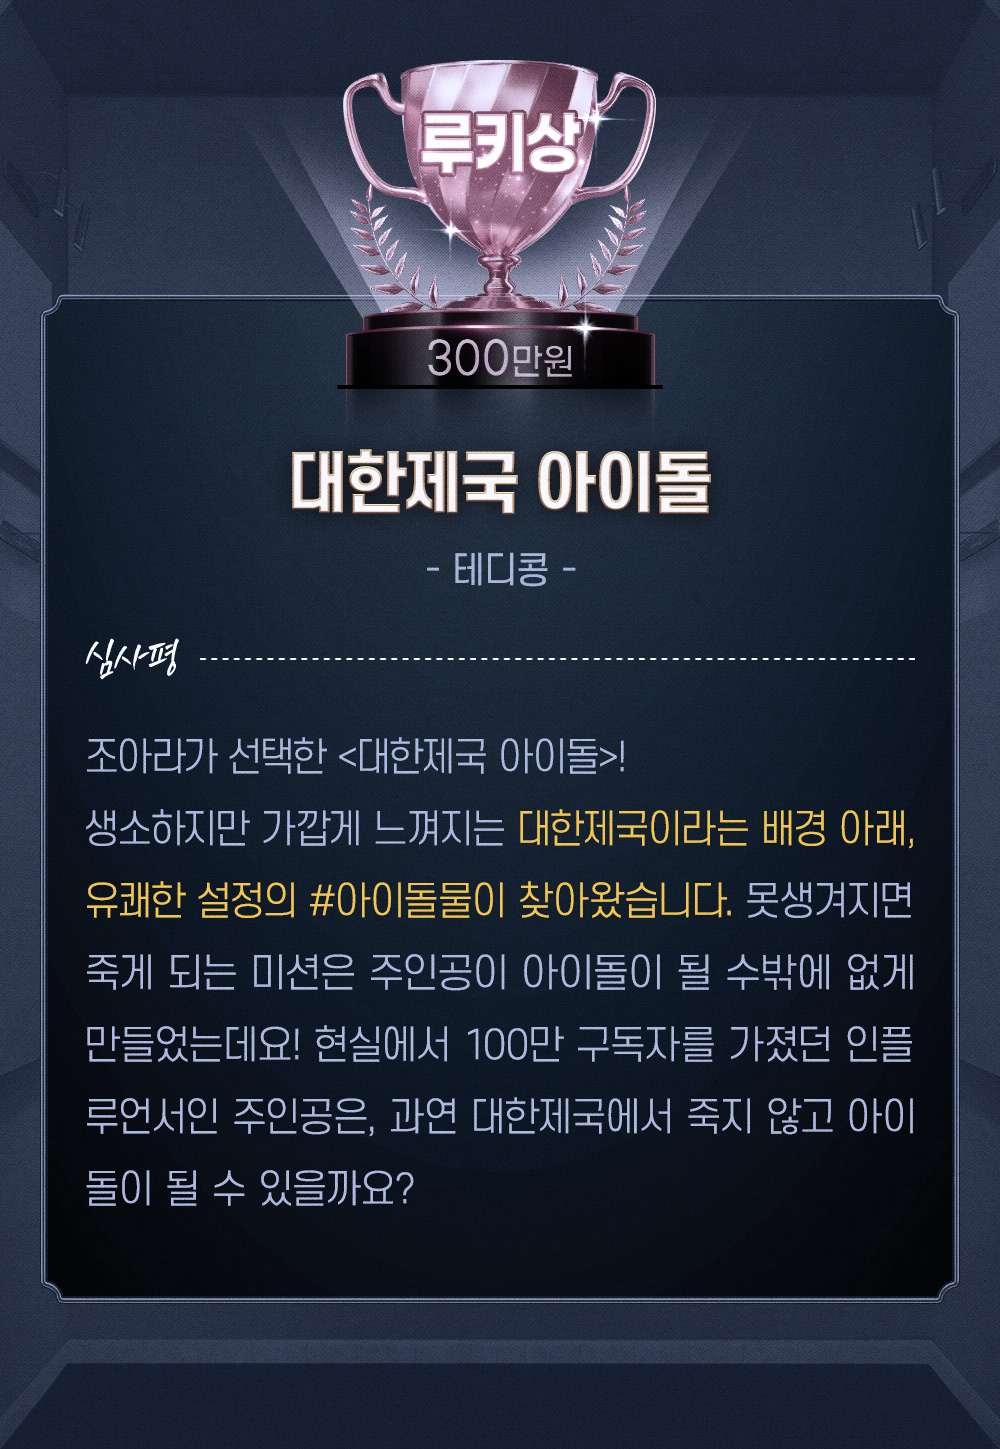 루키상
300만원
대한제국 아이돌
- 테디콩 -
심사평
조아라가 선택한 <대한제국 아이돌>!
생소하지만 가깝게 느껴지는 대한제국이라는 배경 아래,
유쾌한 설정의 #아이돌물이 찾아왔습니다. 못생겨지면
죽게 되는 미션은 주인공이 아이돌이 될 수밖에 없게
만들었는데요! 현실에서 100만 구독자를 가졌던 인플
루언서인 주인공은, 과연 대한제국에서 죽지 않고 아이
돌이 될 수 있을까요?